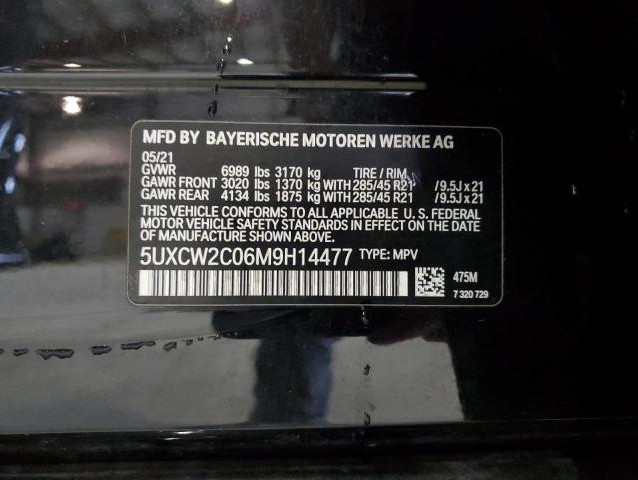 MFD BY BAYERISCHE MOTOREN WERKE AG
05/21
GVWR 6989 lbs 3170 kg TIRE / RIM
GAWR FRONT 3020 lbs 1370 kg WITH 285/45 R21 / 9.5J x 21
GAWR REAR 4134 lbs 1875 kg WITH 285/45 R21 / 9.5J x 21
THIS VEHICLE CONFORMS TO ALL APPLICABLE U. S. FEDERAL
MOTOR VEHICLE SAFETY STANDARDS IN EFFECT ON THE DATE
OF MANUFACTURE SHOWN ABOVE.
5UXCW2C06M9H14477 TYPE: MPV
475M
7 320 729